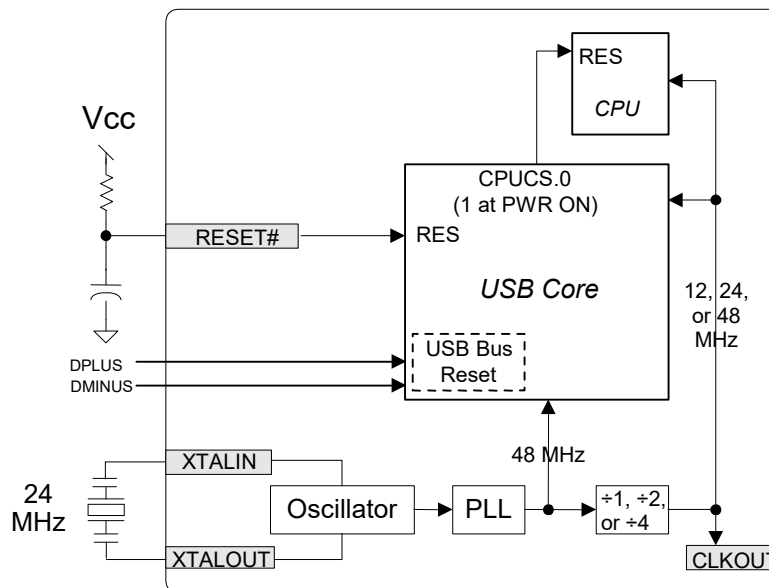 RES
CPU
Vcc
CPUCS.0
(1 at PWR ON)
RESET#
RES
USB Core
12, 24,
or 48
MHz
USB Bus
Reset
DPLUS
DMINUS
XTALIN
48 MHz
24
MHz
Oscillator
PLL
÷1, ÷2,
or ÷4
XTALOUT
CLKOUT